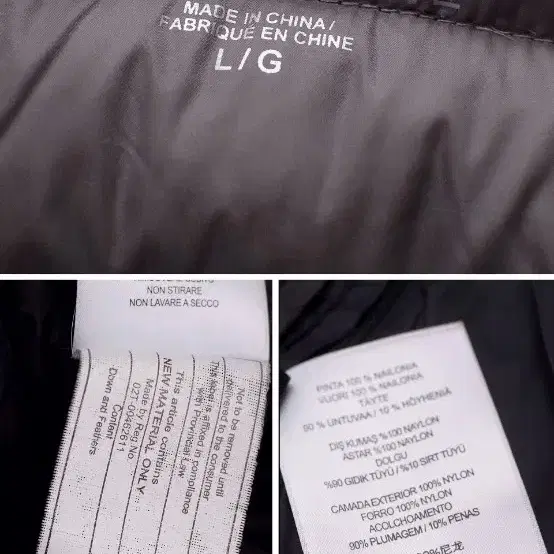 MADE IN CHINA /
FABRIQUÉ EN CHINE
L / G
NON STIRARE
NON LAVARE A SECCO
Not to be removed until
delivered to the consumer
This label is affixed in compliance
with Provincial Law
This article contains
NEW MATERIAL ONLY
Made by Reg No
Content
Down and Feathers
PINTA 100 % NAILONIA
VUORI 100 % NAILONIA
TÄYTE
90 % UNTUVAA / 10 % HÖYHENIÄ
DIŞ KUMAŞ %100 NAYLON
ASTAR %100 NAYLON
DOLGU
%90 GIDIK TÜYÜ / %10 SIRT TÜYÜ
CAMADA EXTERIOR 100% NYLON
FORRO 100% NYLON
ACOLCHOAMENTO
90% PLUMAGEM / 10% PENAS